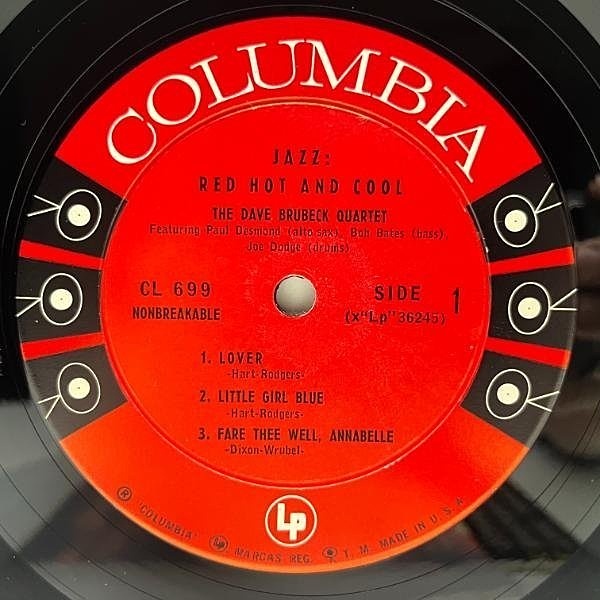 COLUMBIA
JAZZ:
RED HOT AND COOL
THE DAVE BRUBECK QUARTET
Featuring Paul Desmond (alto sax), Bob Bates (bass),
Joe Dodge (drums)
CL 699
NONBREAKABLE
SIDE 1
(x"Lp"36245)
1. LOVER
-Hart-Rodgers-
2. LITTLE GIRL BLUE
-Hart-Rodgers-
3. FARE THEE WELL, ANNABELLE
-Dixon-Wrubel-
Lp
® "COLUMBIA" Lp MARCAS REG. T. M. MADE IN U. S. A.